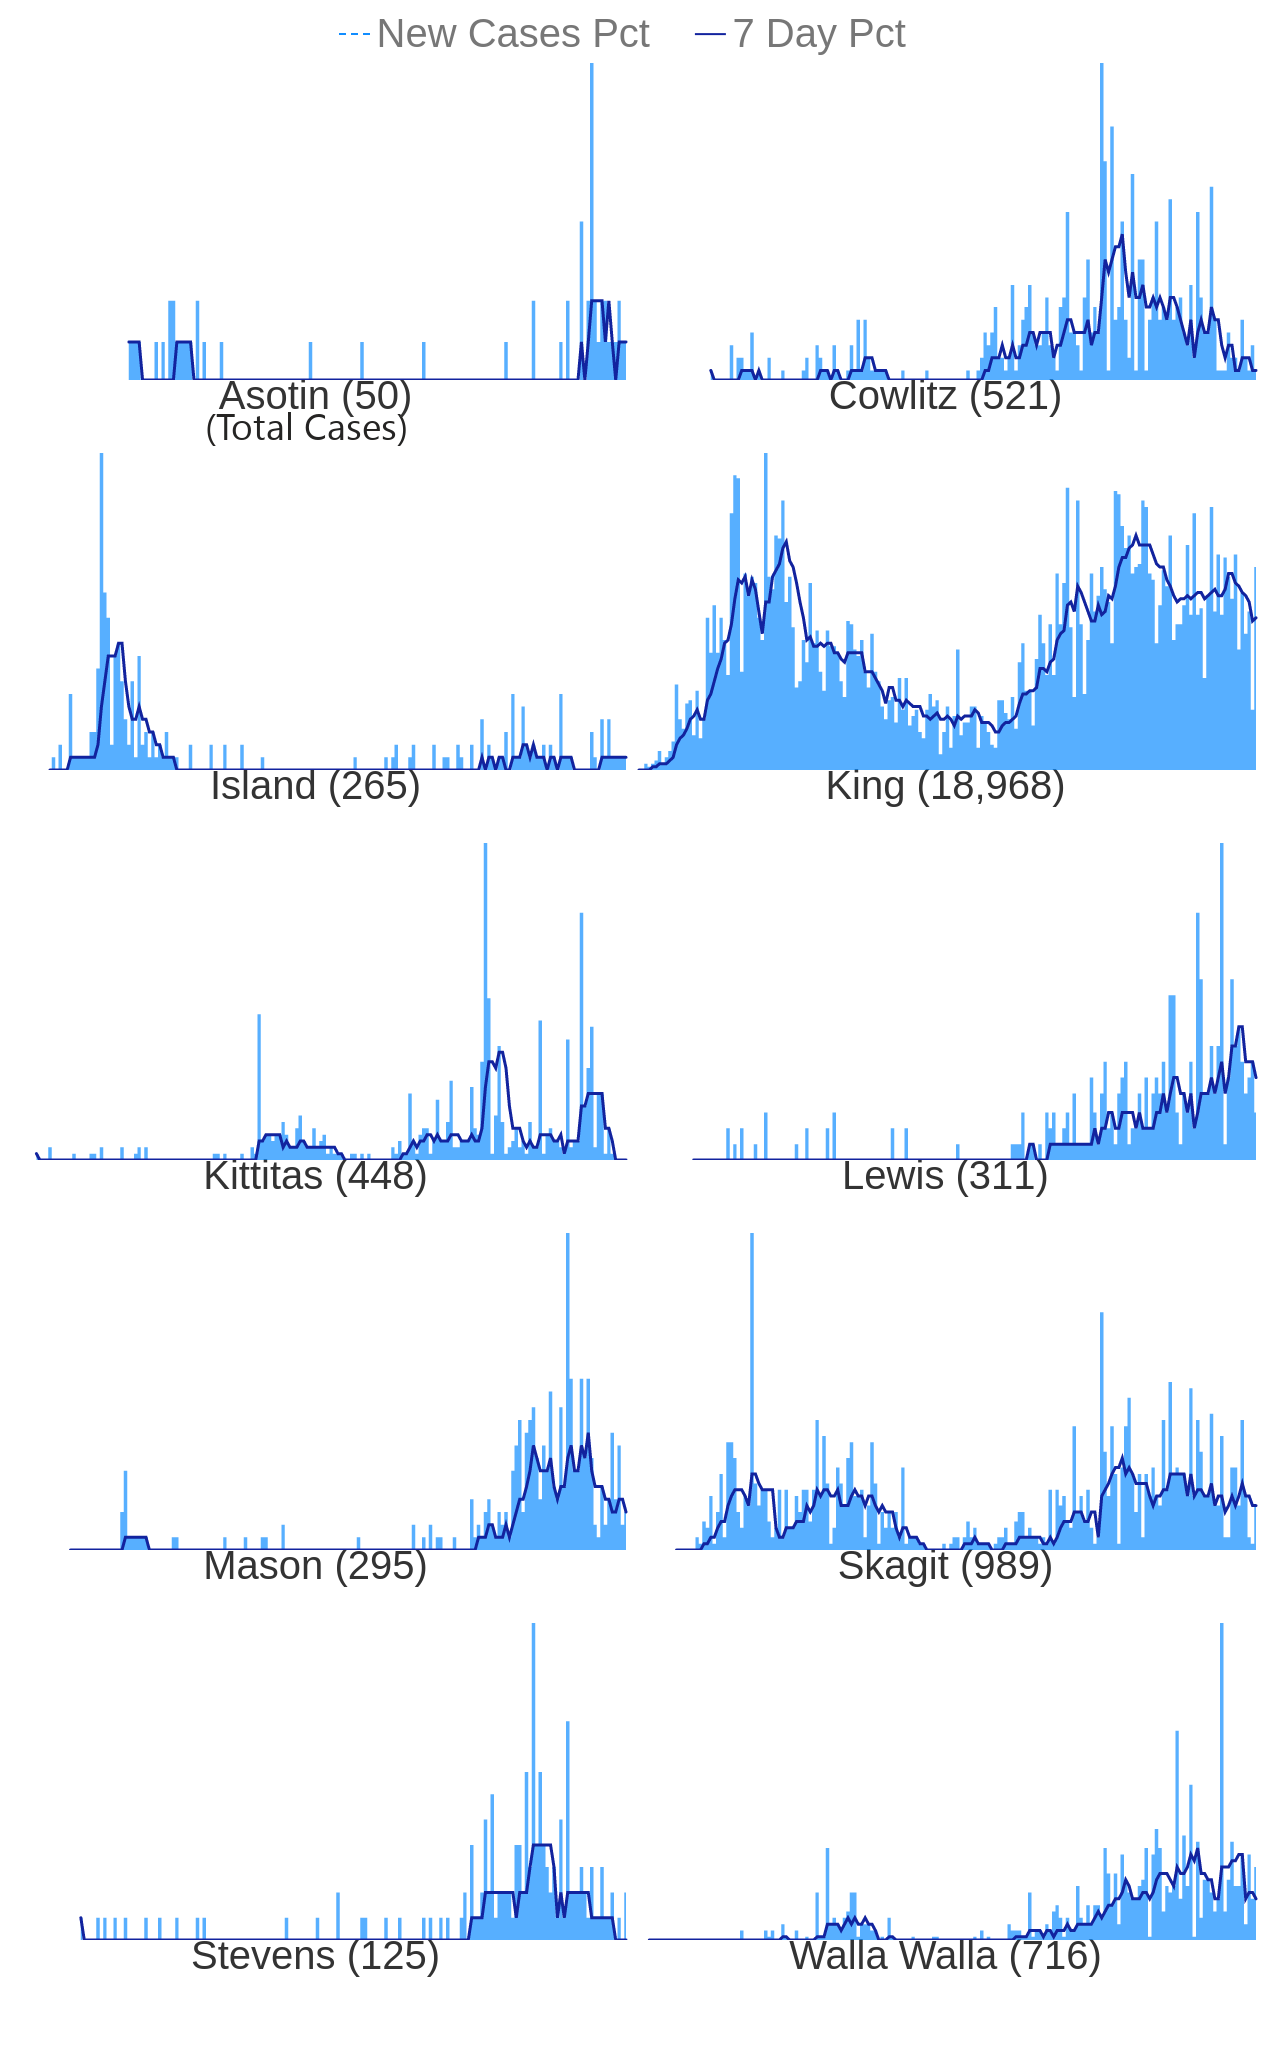 New Cases Pct 7 Day Pct
Asotin (50) Cowlitz (521)
(Total Cases)
Island (265) King (18,968)
Kittitas (448) Lewis (311)
Mason (295) Skagit (989)
Stevens (125) Walla Walla (716)